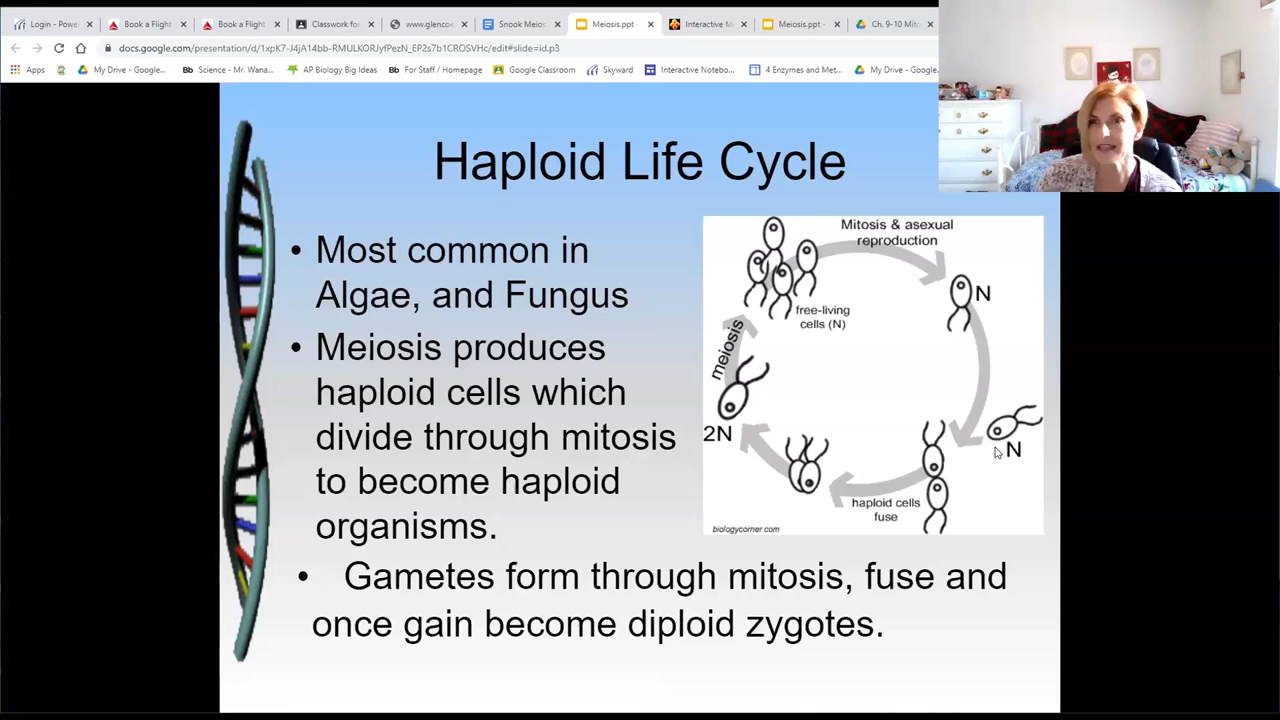 Login - Powe
Book a Flight
Book a Flight
Classwork for
www.glencoe
Snook Meiosi
Meiosis.ppt -
Interactive M
Meiosis.ppt -
Ch. 9-10 Mito
docs.google.com/presentation/d/1xpK7-J4jA14bb-RMULKORJyfPezN_EP2s7b1CROSVHc/edit#slide=id.p3
Apps
My Drive - Google...
Science - Mr. Wana...
AP Biology Big Ideas
For Staff / Homepage
Google Classroom
Skyward
Interactive Notebo...
4 Enzymes and Met...
My Drive - Google
Haploid Life Cycle
• Most common in
Algae, and Fungus
• Meiosis produces
haploid cells which
divide through mitosis
to become haploid
organisms.
• Gametes form through mitosis, fuse and
once gain become diploid zygotes.
Mitosis & asexual
reproduction
N
free-living
cells (N)
meiosis
2N
N
haploid cells
fuse
biologycorner.com